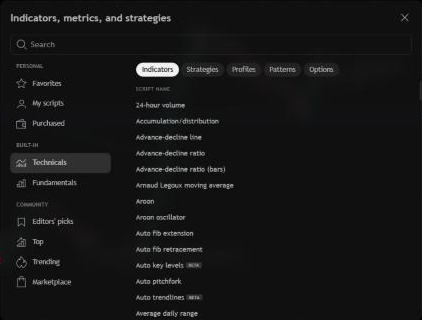 Indicators, metrics, and strategies
Search
PERSONAL
Favorites
My scripts
Purchased
BUILT-IN
Technicals
Fundamentals
COMMUNITY
Editors' picks
Top
Trending
Marketplace
Indicators Strategies Profiles Patterns Options
SCRIPT NAME
24-hour volume
Accumulation/distribution
Advance-decline line
Advance-decline ratio
Advance-decline ratio (bars)
Arnaud Legoux moving average
Aroon
Aroon oscillator
Auto fib extension
Auto fib retracement
Auto key levels BETA
Auto pitchfork
Auto trendlines BETA
Average daily range